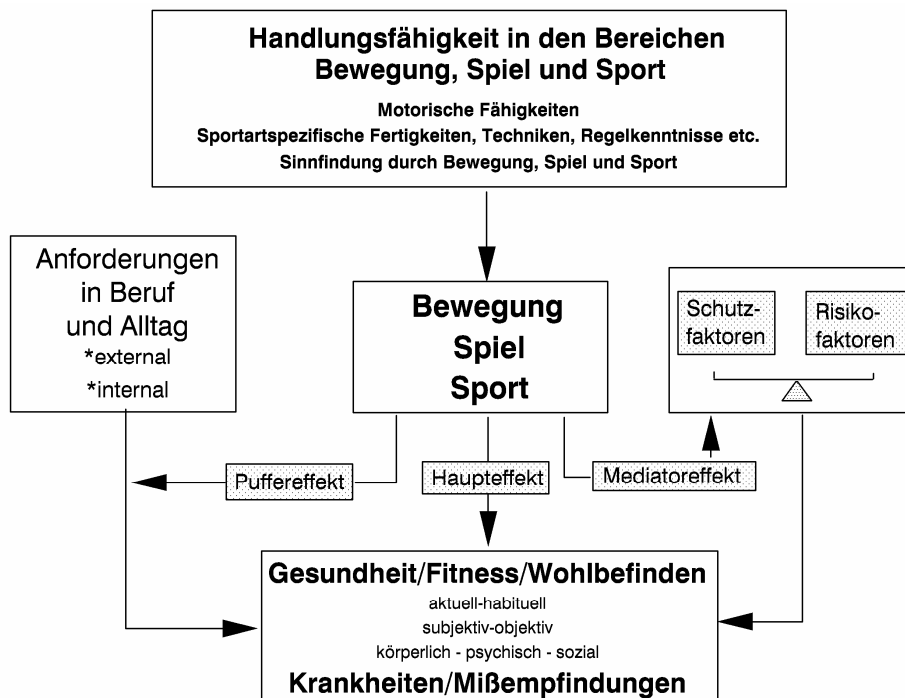 Handlungsfähigkeit in den Bereichen
Bewegung, Spiel und Sport
Motorische Fähigkeiten
Sportartspezifische Fertigkeiten, Techniken, Regelkenntnisse etc.
Sinnfindung durch Bewegung, Spiel und Sport
Anforderungen
in Beruf
und Alltag
*external
*internal
Bewegung
Spiel
Sport
Schutz-
faktoren
Risiko-
faktoren
Puffereffekt
Haupteffekt
Mediatoreffekt
Gesundheit/Fitness/Wohlbefinden
aktuell-habituell
subjektiv-objektiv
körperlich - psychisch - sozial
Krankheiten/Mißempfindungen